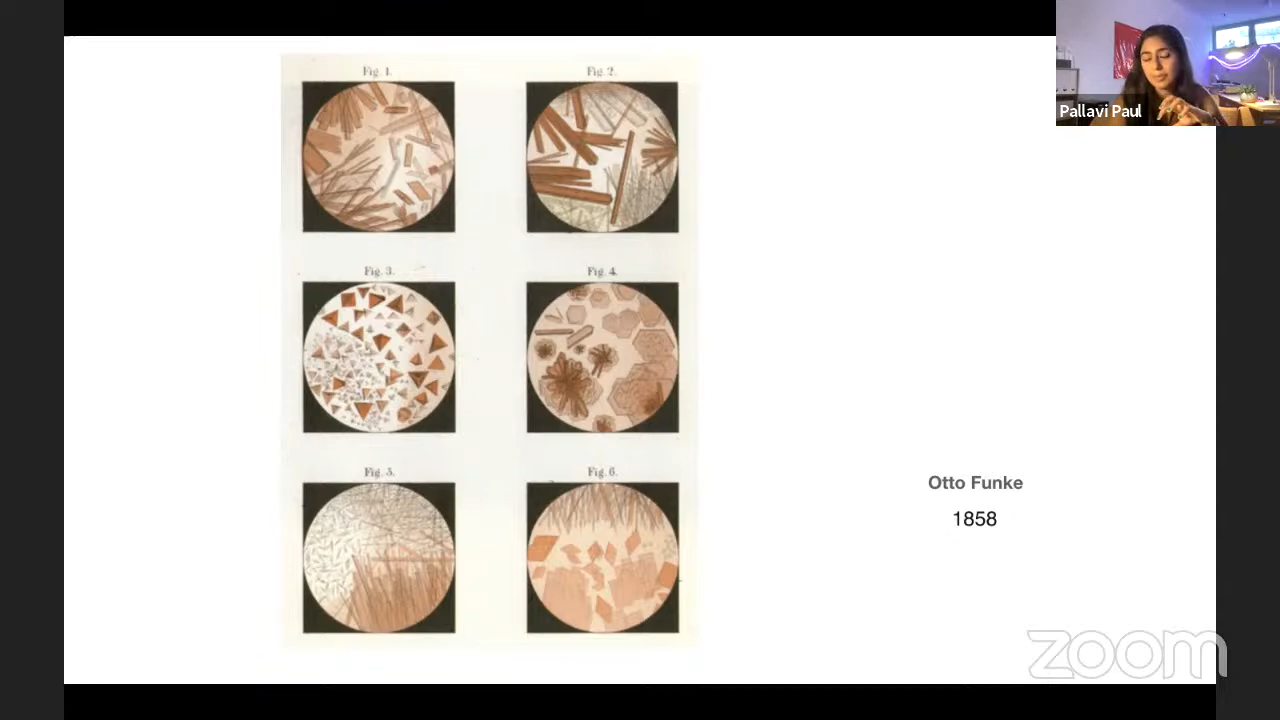 Fig. 1.
Fig. 2.
Pallavi Paul
Fig. 3.
Fig. 4.
Fig. 5.
Fig. 6.
Otto Funke
1858
zoom